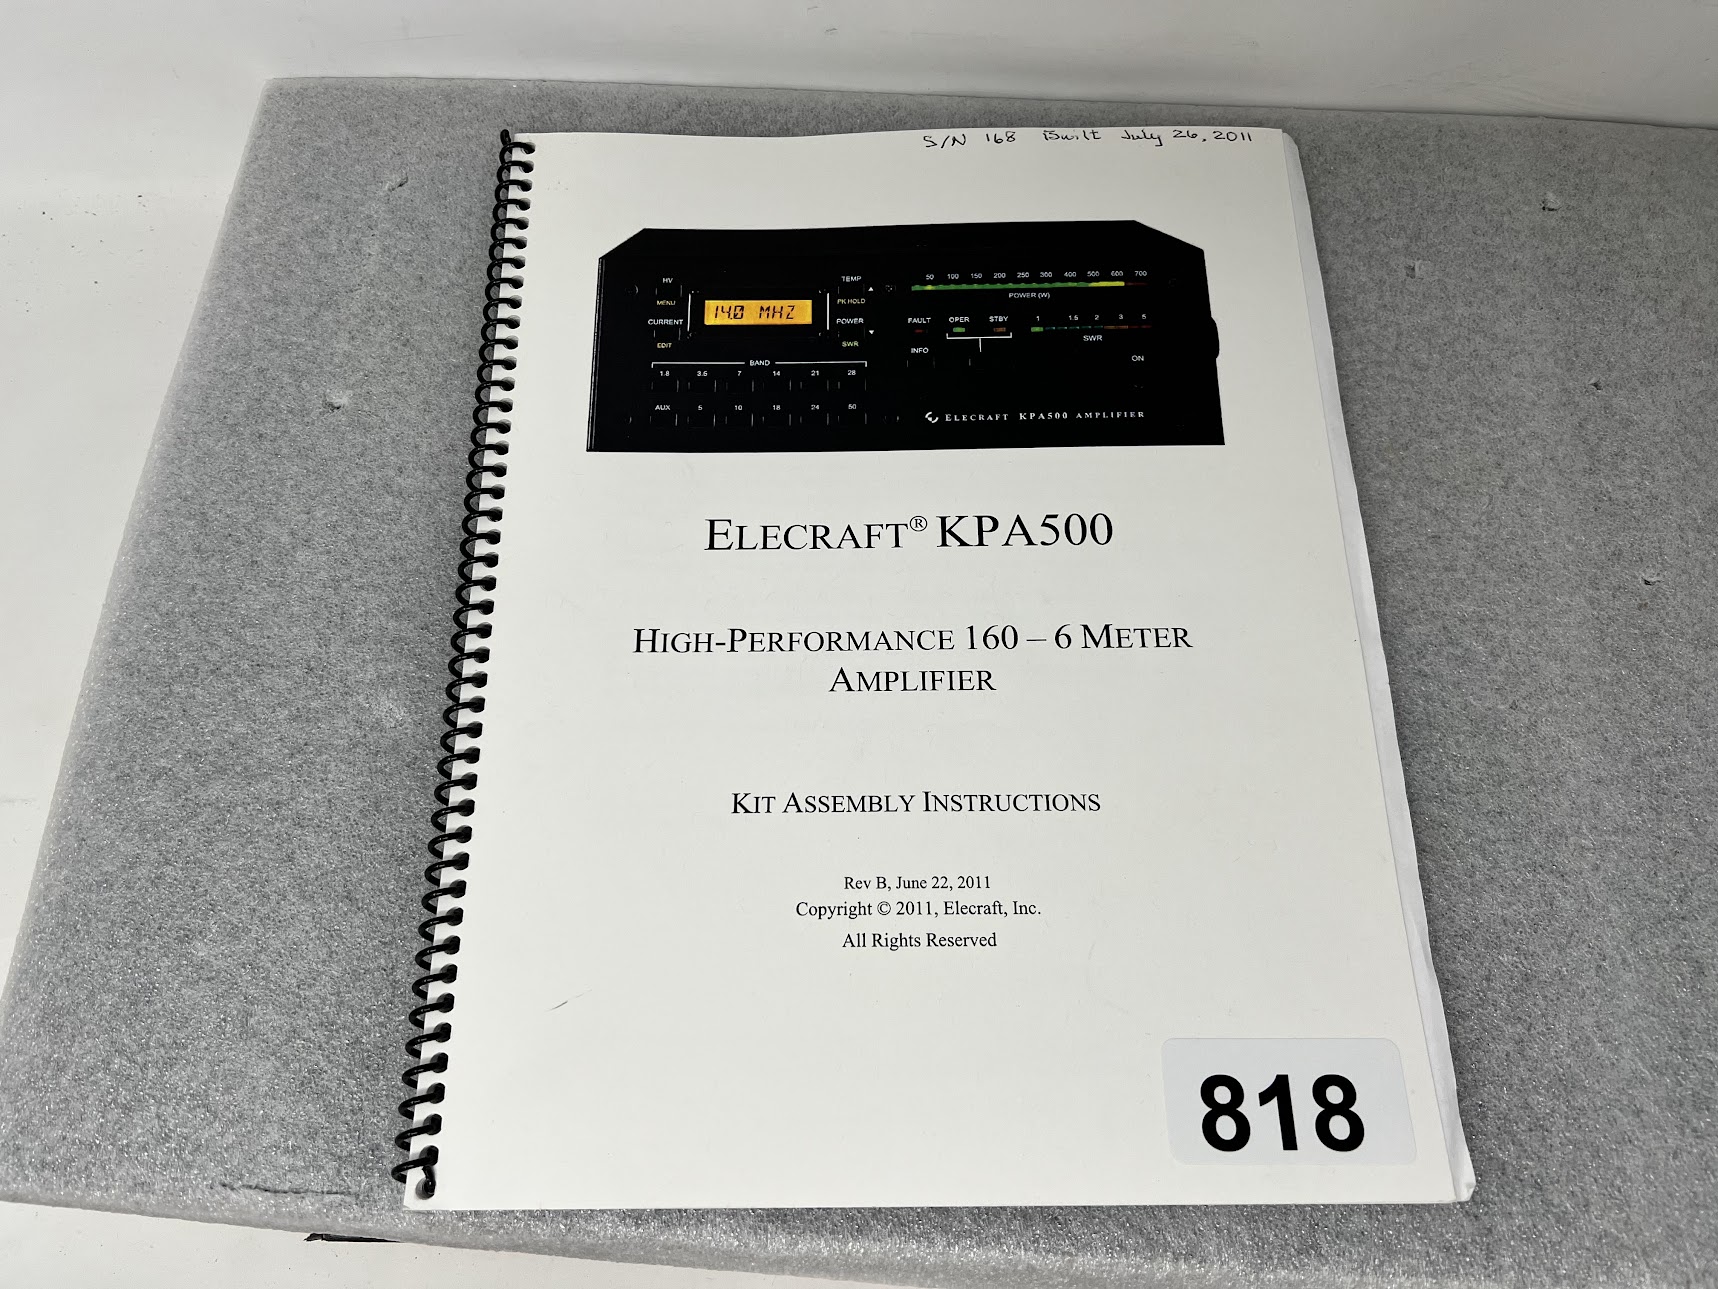 S/N 168 Built July 26, 2011
HV
MENU
CURRENT
EDIT
14.0 MHZ
TEMP
PK HOLD
POWER
SWR
BAND
1.8 3.5 7 14 21 28
AUX 5 10 18 24 50
50 100 150 200 250 300 400 500 600 700
POWER (W)
FAULT OPER STBY
1 1.5 2 3 5
SWR
INFO
ON
ELECRAFT KPA500 AMPLIFIER
ELECRAFT® KPA500
HIGH-PERFORMANCE 160 – 6 METER
AMPLIFIER
KIT ASSEMBLY INSTRUCTIONS
Rev B, June 22, 2011
Copyright © 2011, Elecraft, Inc.
All Rights Reserved
818